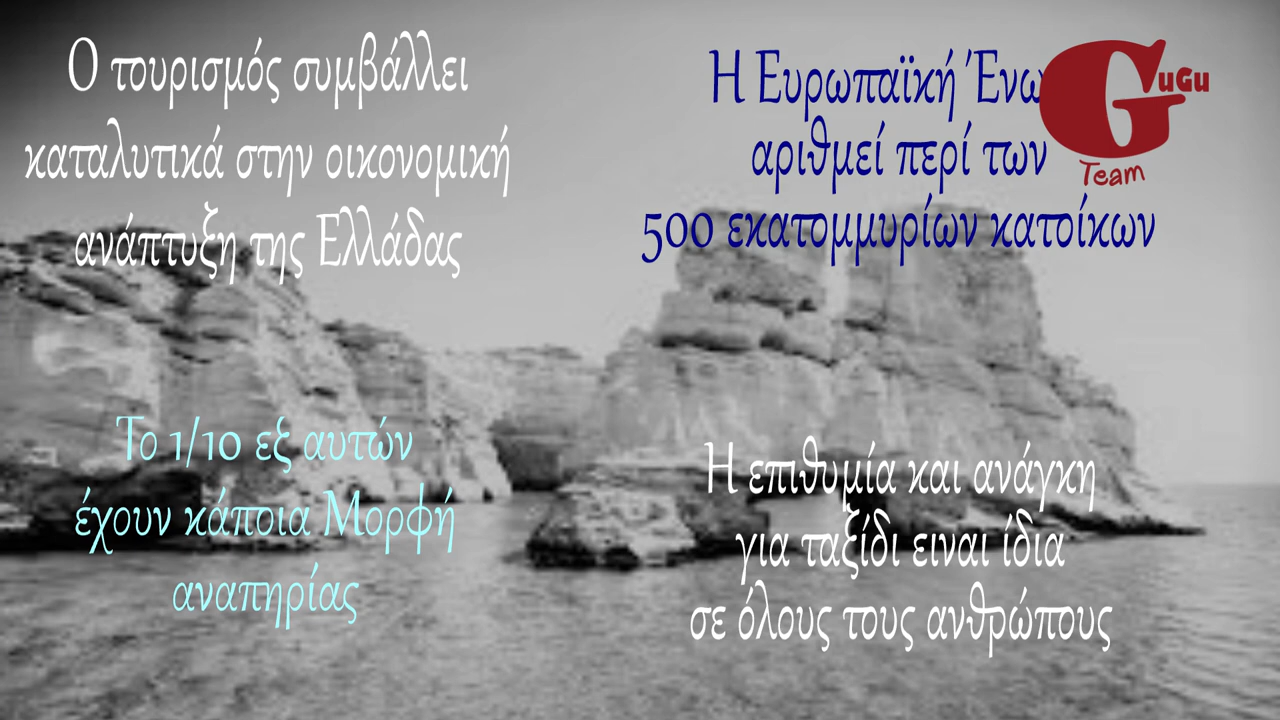 Ο τουρισμός συμβάλλει
καταλυτικά στην οικονομική
ανάπτυξη της Ελλάδας
Η Ευρωπαϊκή Ένω
αριθμεί περί των
500 εκατομμυρίων κατοίκων
GuGu
Team
Το 1/10 εξ αυτών
έχουν κάποια Μορφή
αναπηρίας
Η επιθυμία και ανάγκη
για ταξίδι ειναι ίδια
σε όλους τους ανθρώπους